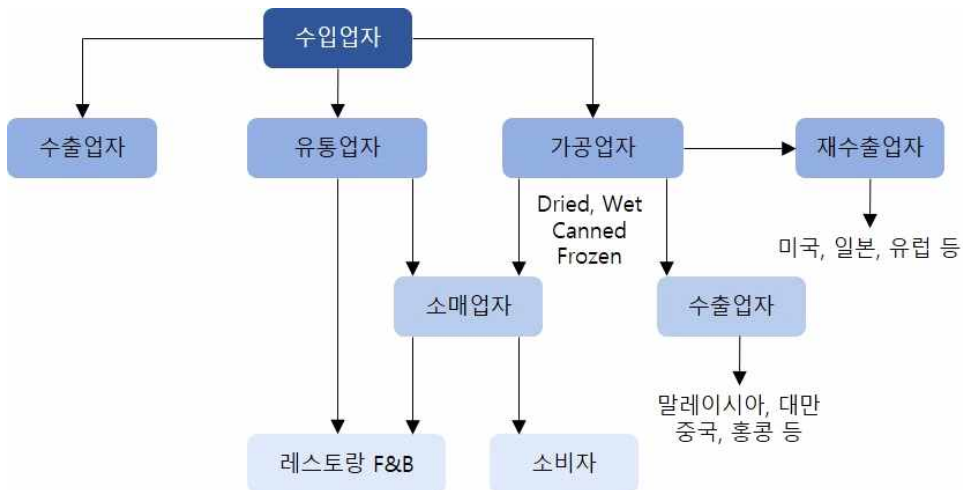 수입업자
수출업자
유통업자
가공업자
재수출업자
Dried, Wet
Canned
Frozen
미국, 일본, 유럽 등
소매업자
수출업자
말레이시아, 대만
중국, 홍콩 등
레스토랑 F&B
소비자